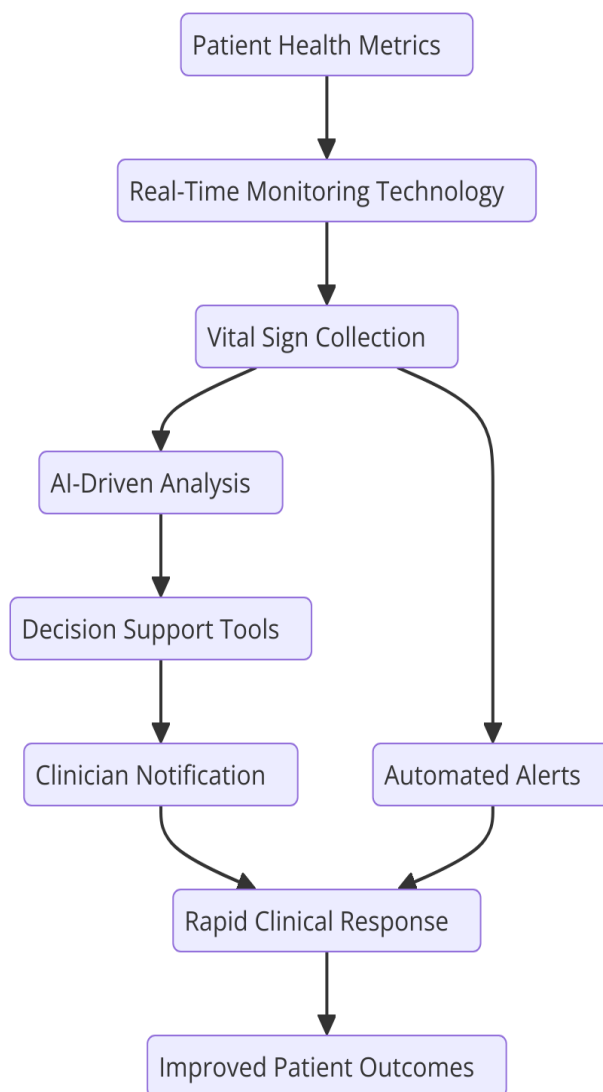 Patient Health Metrics
Real-Time Monitoring Technology
Vital Sign Collection
AI-Driven Analysis
Decision Support Tools
Clinician Notification
Automated Alerts
Rapid Clinical Response
Improved Patient Outcomes